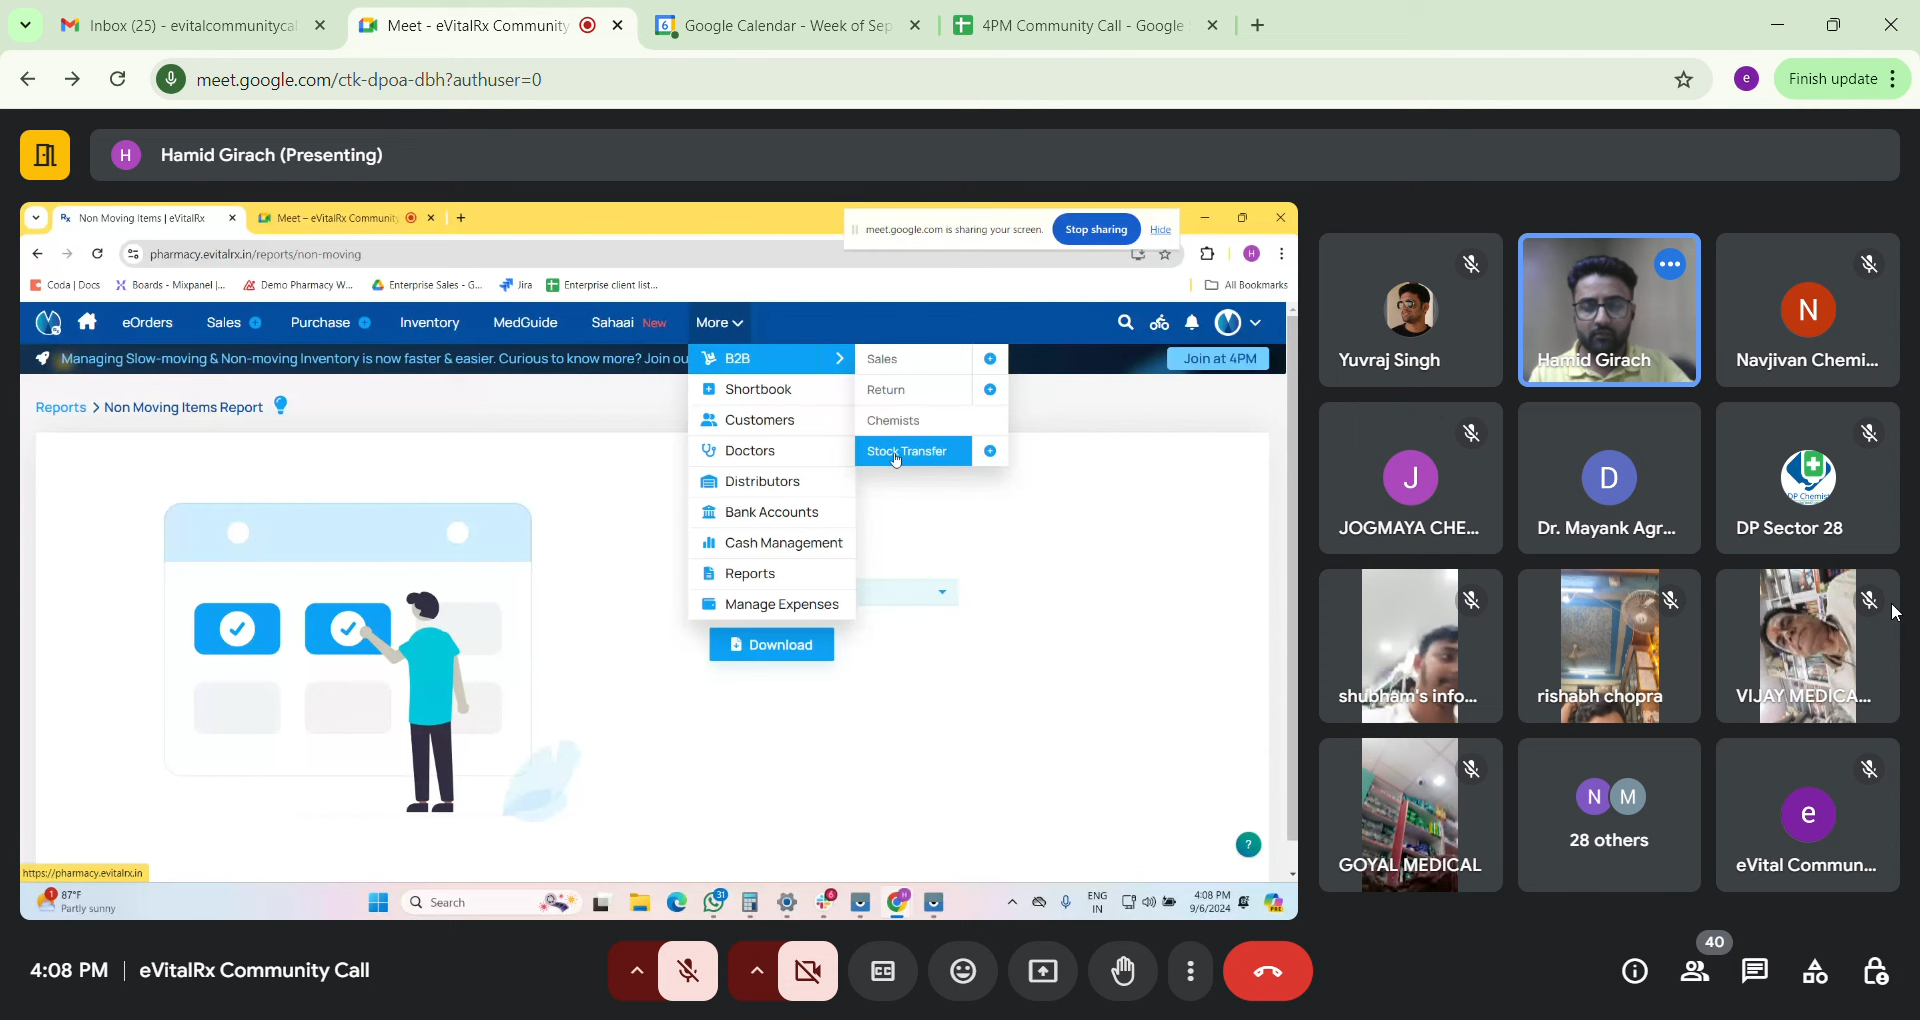 Inbox (25) - evitalcommunitycal
Meet - eVitalRx Community
Google Calendar - Week of Sep
4PM Community Call - Google
meet.google.com/ctk-dpoa-dbh?authuser=0
e
Finish update
H
Hamid Girach (Presenting)
Rx Non Moving Items | eVitalRx
Meet – eVitalRx Community
meet.google.com is sharing your screen.
Stop sharing
Hide
pharmacy.evitalrx.in/reports/non-moving
H
Coda | Docs
Boards - Mixpanel |...
Demo Pharmacy W...
Enterprise Sales - G...
Jira
Enterprise client list...
All Bookmarks
eOrders
Sales
Purchase
Inventory
MedGuide
Sahaai New
More
Managing Slow-moving & Non-moving Inventory is now faster & easier. Curious to know more? Join ou
Join at 4PM
B2B
Shortbook
Customers
Doctors
Distributors
Bank Accounts
Cash Management
Reports
Manage Expenses
Sales
Return
Chemists
Stock Transfer
Reports > Non Moving Items Report
Download
?
https://pharmacy.evitalrx.in
1
87°F
Partly sunny
Search
31
6
H
ENG
IN
4:08 PM
9/6/2024
Yuvraj Singh
Hamid Girach
N
Navjivan Chemi...
J
JOGMAYA CHE...
D
Dr. Mayank Agr...
DP Chemist
DP Sector 28
shubham's info...
rishabh chopra
VIJAY MEDICA...
GOYAL MEDICAL
N M
28 others
e
eVital Commun...
4:08 PM | eVitalRx Community Call
40